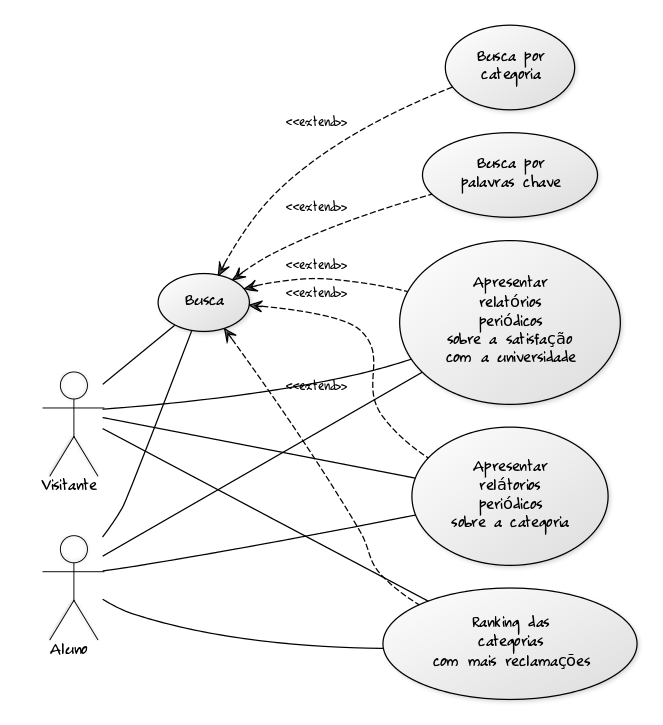 Busca por
categoria
<<extend>>
Busca por
palavras chave
<<extend>>
<<extend>>
<<extend>>
Busca
Apresentar
relatórios
periódicos
sobre a satisfação
com a universidade
<<extend>>
Visitante
Apresentar
relátorios
periódicos
sobre a categoria
Aluno
Ranking das
categorias
com mais reclamações